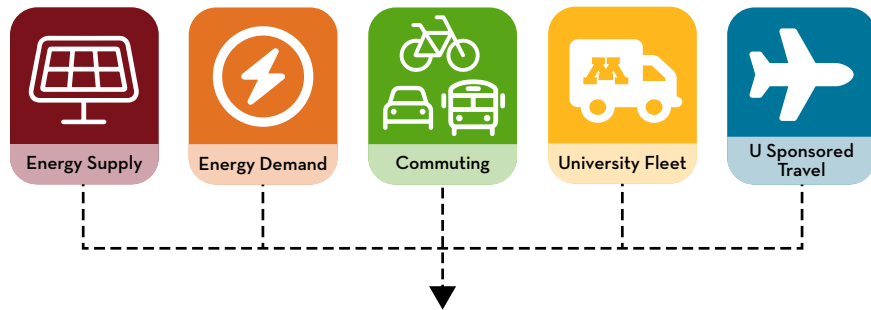 M
Energy Supply
Energy Demand
Commuting
University Fleet
U Sponsored
Travel